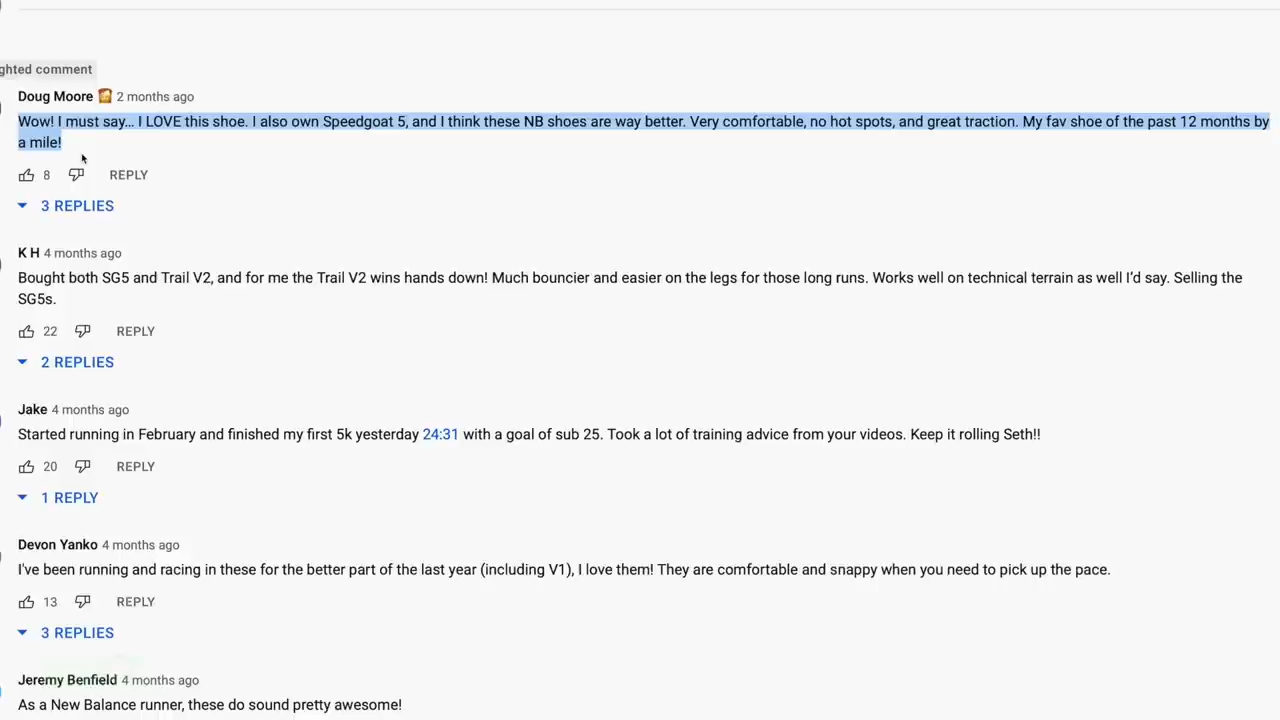 ghted comment
Doug Moore 2 months ago
Wow! I must say… I LOVE this shoe. I also own Speedgoat 5, and I think these NB shoes are way better. Very comfortable, no hot spots, and great traction. My fav shoe of the past 12 months by
a mile!
8 REPLY
3 REPLIES
K H 4 months ago
Bought both SG5 and Trail V2, and for me the Trail V2 wins hands down! Much bouncier and easier on the legs for those long runs. Works well on technical terrain as well I’d say. Selling the
SG5s.
22 REPLY
2 REPLIES
Jake 4 months ago
Started running in February and finished my first 5k yesterday 24:31 with a goal of sub 25. Took a lot of training advice from your videos. Keep it rolling Seth!!
20 REPLY
1 REPLY
Devon Yanko 4 months ago
I've been running and racing in these for the better part of the last year (including V1), I love them! They are comfortable and snappy when you need to pick up the pace.
13 REPLY
3 REPLIES
Jeremy Benfield 4 months ago
As a New Balance runner, these do sound pretty awesome!